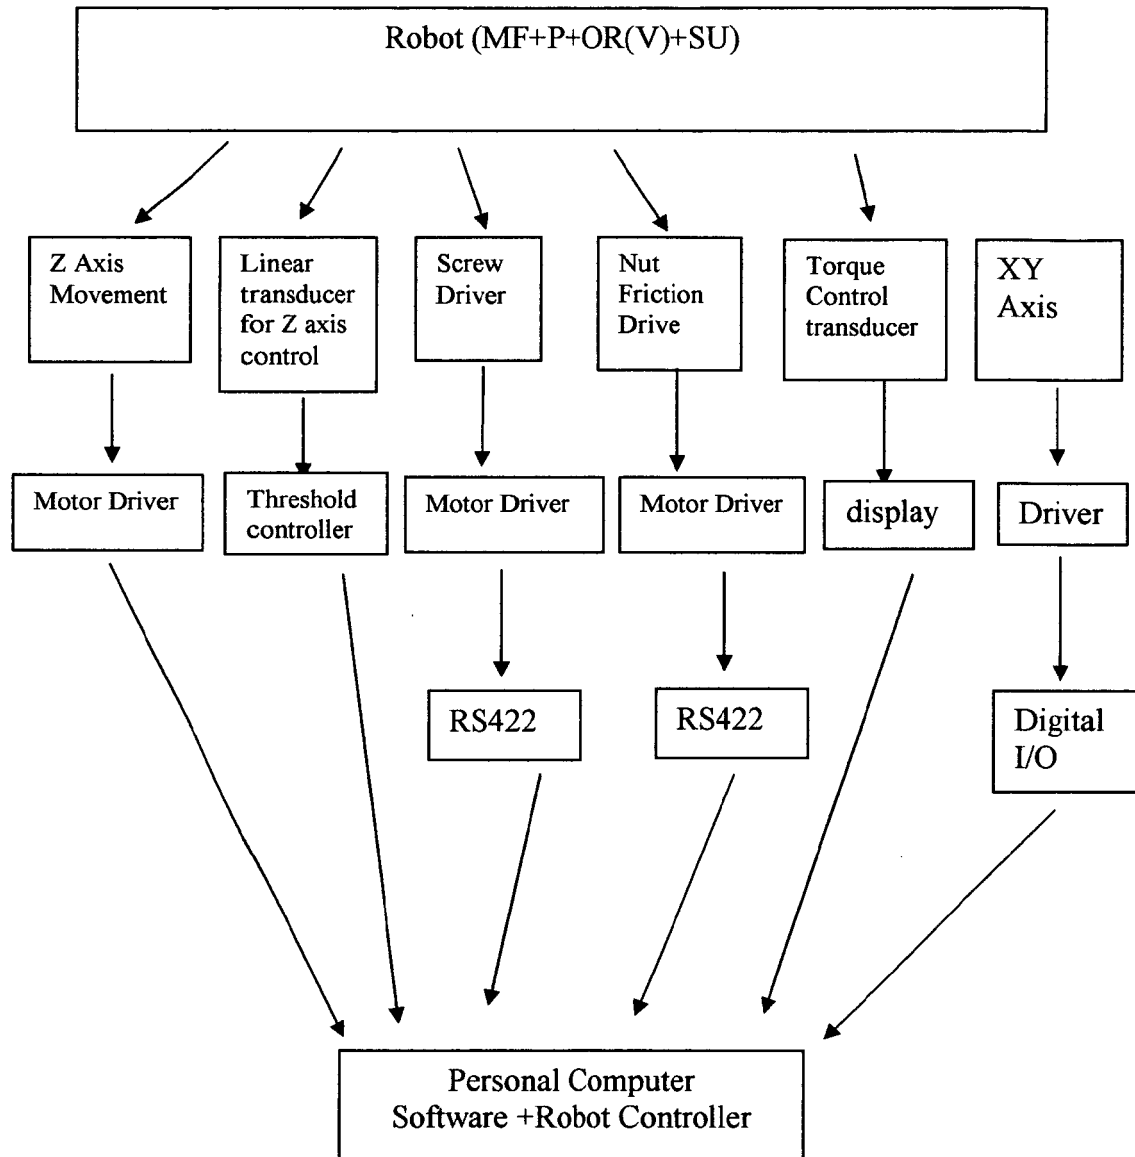 Robot (MF+P+OR(V)+SU)
Z Axis
Movement
Linear
transducer
for Z axis
control
Screw
Driver
Nut
Friction
Drive
Torque
Control
transducer
XY
Axis
Motor Driver
Threshold
controller
Motor Driver
Motor Driver
display
Driver
RS422
RS422
Digital
I/O
Personal Computer
Software +Robot Controller